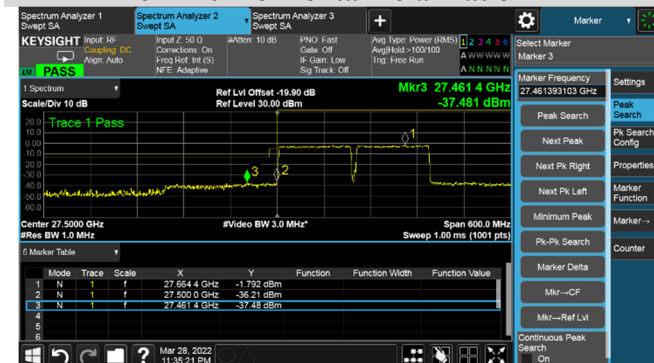 Spectrum Analyzer 1
Swept SA
Spectrum Analyzer 2
Swept SA
Spectrum Analyzer 3
Swept SA
+
Marker
KEYSIGHT
Input: RF
Coupling: DC
Align: Auto
Input Z: 50 Ω
Corrections: On
Freq Ref: Int (S)
NFE: Adaptive
#Atten: 10 dB
PNO: Fast
Gate: Off
IF Gain: Low
Sig Track: Off
Avg Type: Power (RMS)
Avg|Hold >100/100
Trig: Free Run
1 2 3 4 5 6
A W W W W W
A N N N N N
LU
PASS
Select Marker
Marker 3
1 Spectrum
Scale/Div 10 dB
Ref Lvl Offset -19.90 dB
Ref Level 30.00 dBm
Mkr3 27.461 4 GHz
-37.481 dBm
Trace 1 Pass
20.0
10.0
0.00
-10.0
-20.0
-30.0
-40.0
-50.0
-60.0
1
2
3
Center 27.5000 GHz
#Res BW 1.0 MHz
#Video BW 3.0 MHz*
Span 600.0 MHz
Sweep 1.00 ms (1001 pts)
5 Marker Table
Mode Trace Scale X Y Function Function Width Function Value
1 N 1 f 27.664 4 GHz -1.792 dBm
2 N 1 f 27.500 0 GHz -36.21 dBm
3 N 1 f 27.461 4 GHz -37.48 dBm
4
5
6
?
Mar 28, 2022
11:35:21 PM
Marker Frequency
27.461393103 GHz
Peak Search
Next Peak
Next Pk Right
Next Pk Left
Minimum Peak
Pk-Pk Search
Marker Delta
Mkr→CF
Mkr→Ref Lvl
Continuous Peak
Search
On
Settings
Peak
Search
Pk Search
Config
Properties
Marker
Function
Marker→
Counter